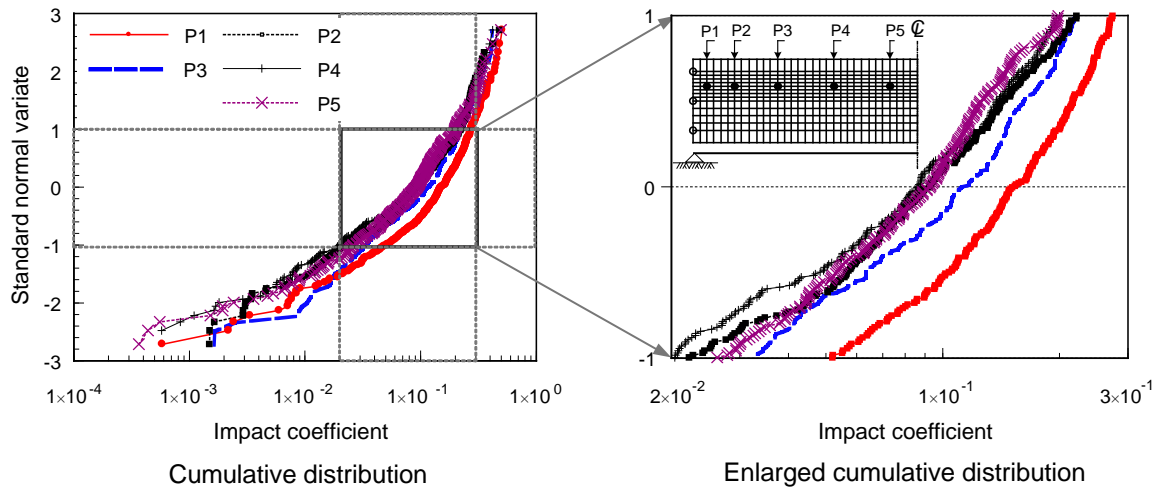 3
2
1
0
-1
-2
-3
Standard normal variate
P1
P2
P3
P4
P5
1×10⁻⁴
1×10⁻³
1×10⁻²
1×10⁻¹
1×10⁰
Impact coefficient
Cumulative distribution
1
0
-1
P1
P2
P3
P4
P5
℄
2×10⁻²
1×10⁻¹
3×10⁻¹
Impact coefficient
Enlarged cumulative distribution